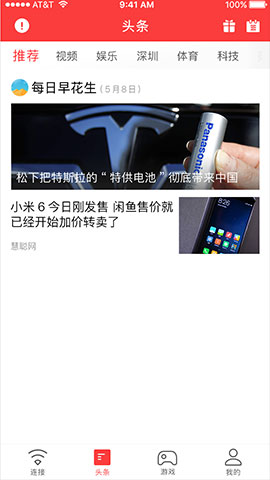 AT&T 9:41 AM 100%
头条
推荐 视频 娱乐 深圳 体育 科技
每日早花生 (5月8日)
Panasonic
松下把特斯拉的“特供电池”彻底带来中国
小米 6 今日刚发售 闲鱼售价就
已经开始加价转卖了
8:26
慧聪网
连接 头条 游戏 我的